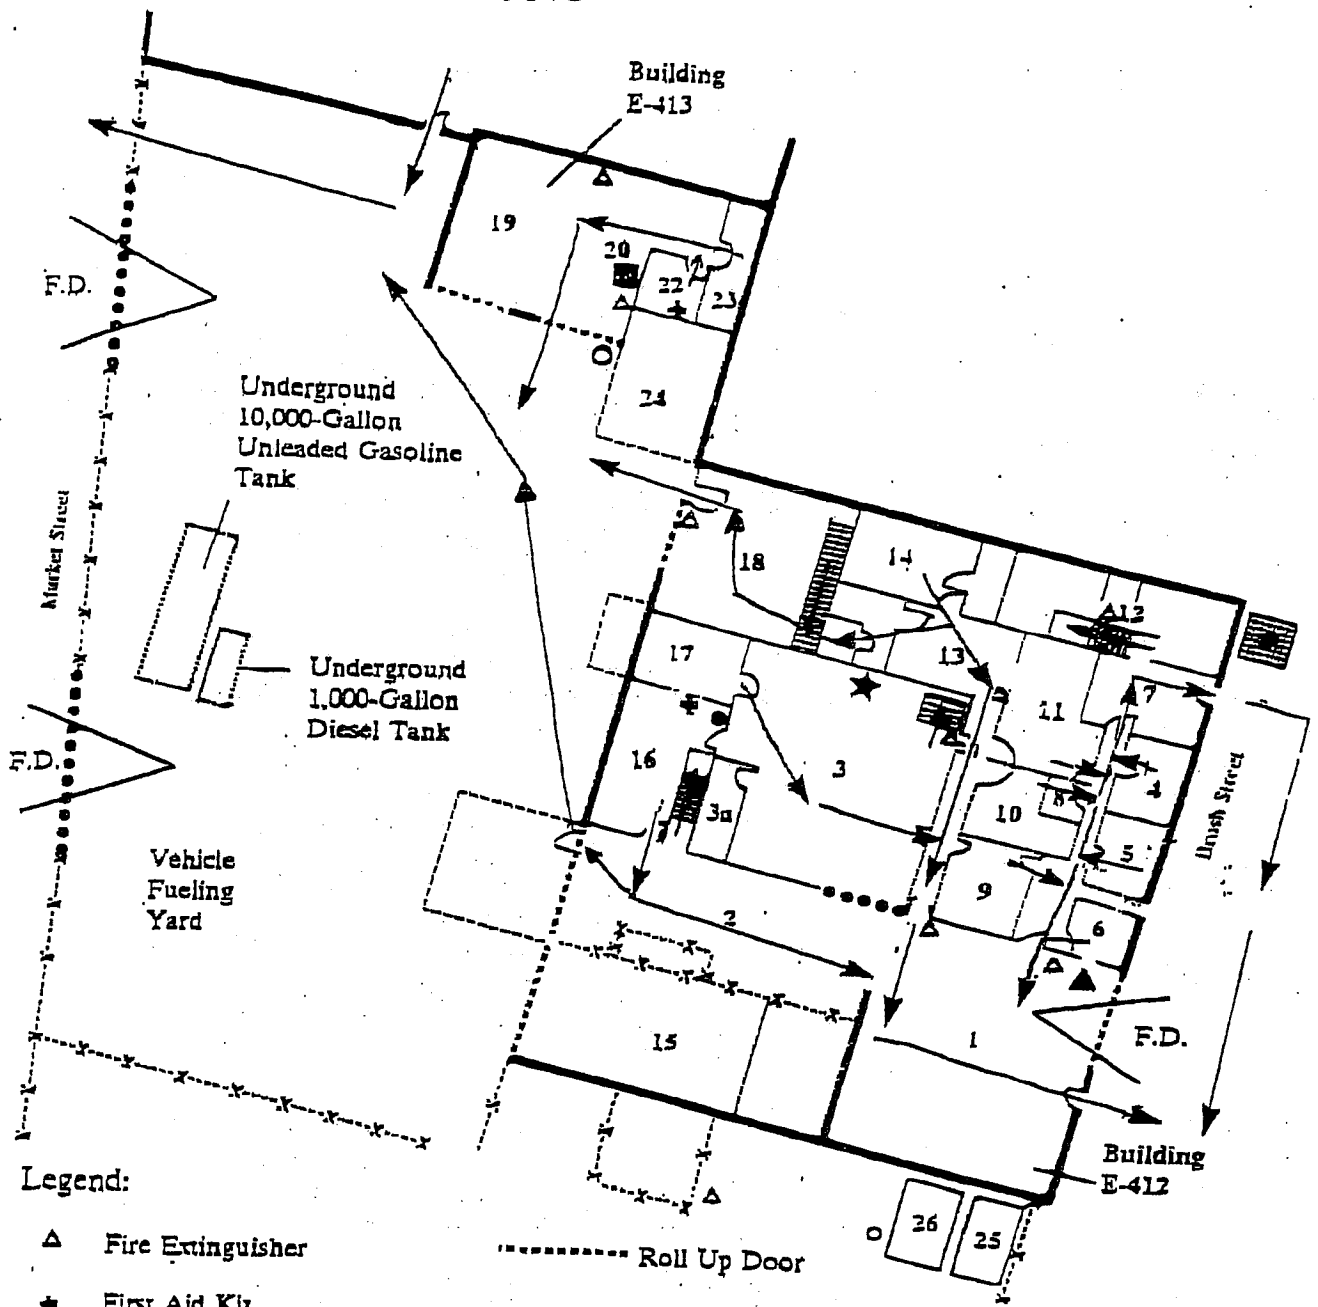 Building
E-413
19
20
22
23
F.D.
24
Underground
10,000-Gallon
Unleaded Gasoline
Tank
Market Street
18
14
12
17
13
11
7
Underground
1,000-Gallon
Diesel Tank
F.D.
16
3
3a
8
4
10
5
Brush Street
Vehicle
Fueling
Yard
9
2
6
15
1
F.D.
Building
E-412
26
25
Legend:
Fire Extinguisher
Roll Up Door
First Aid Kit